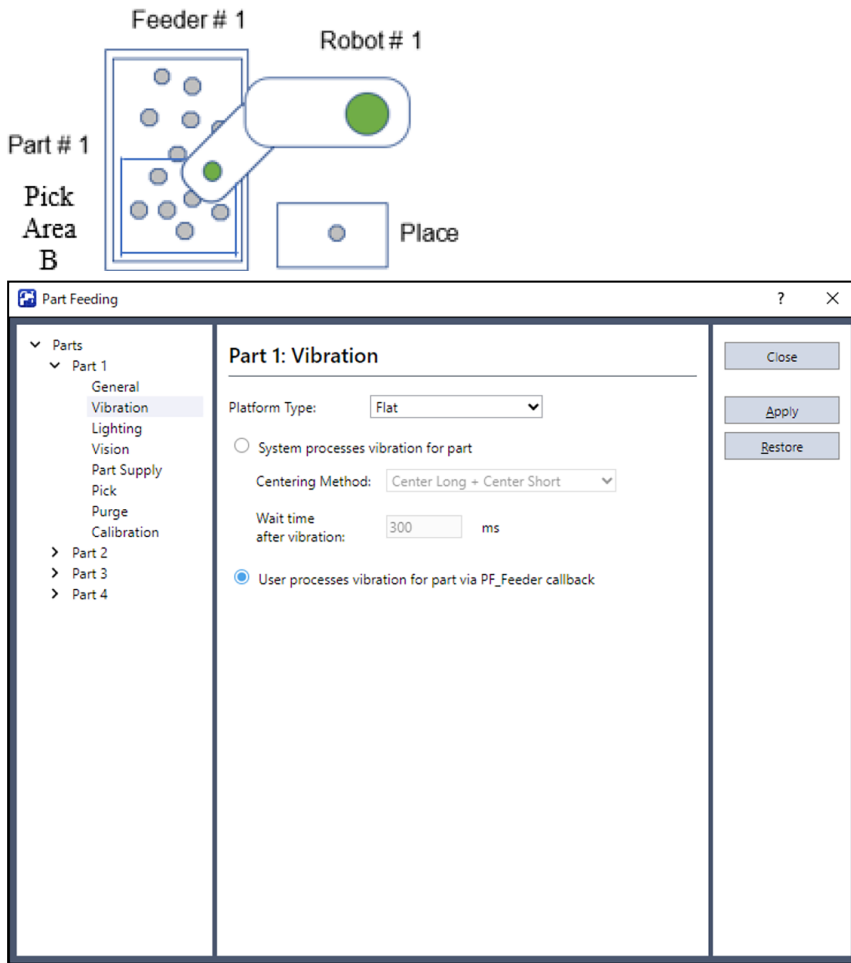 Feeder # 1
Robot # 1
Part # 1
Pick
Area
B
Place
Part Feeding
?
Parts
Part 1
General
Vibration
Lighting
Vision
Part Supply
Pick
Purge
Calibration
Part 2
Part 3
Part 4
Part 1: Vibration
Platform Type:
Flat
System processes vibration for part
Centering Method:
Center Long + Center Short
Wait time
after vibration:
300
ms
User processes vibration for part via PF_Feeder callback
Close
Apply
Restore